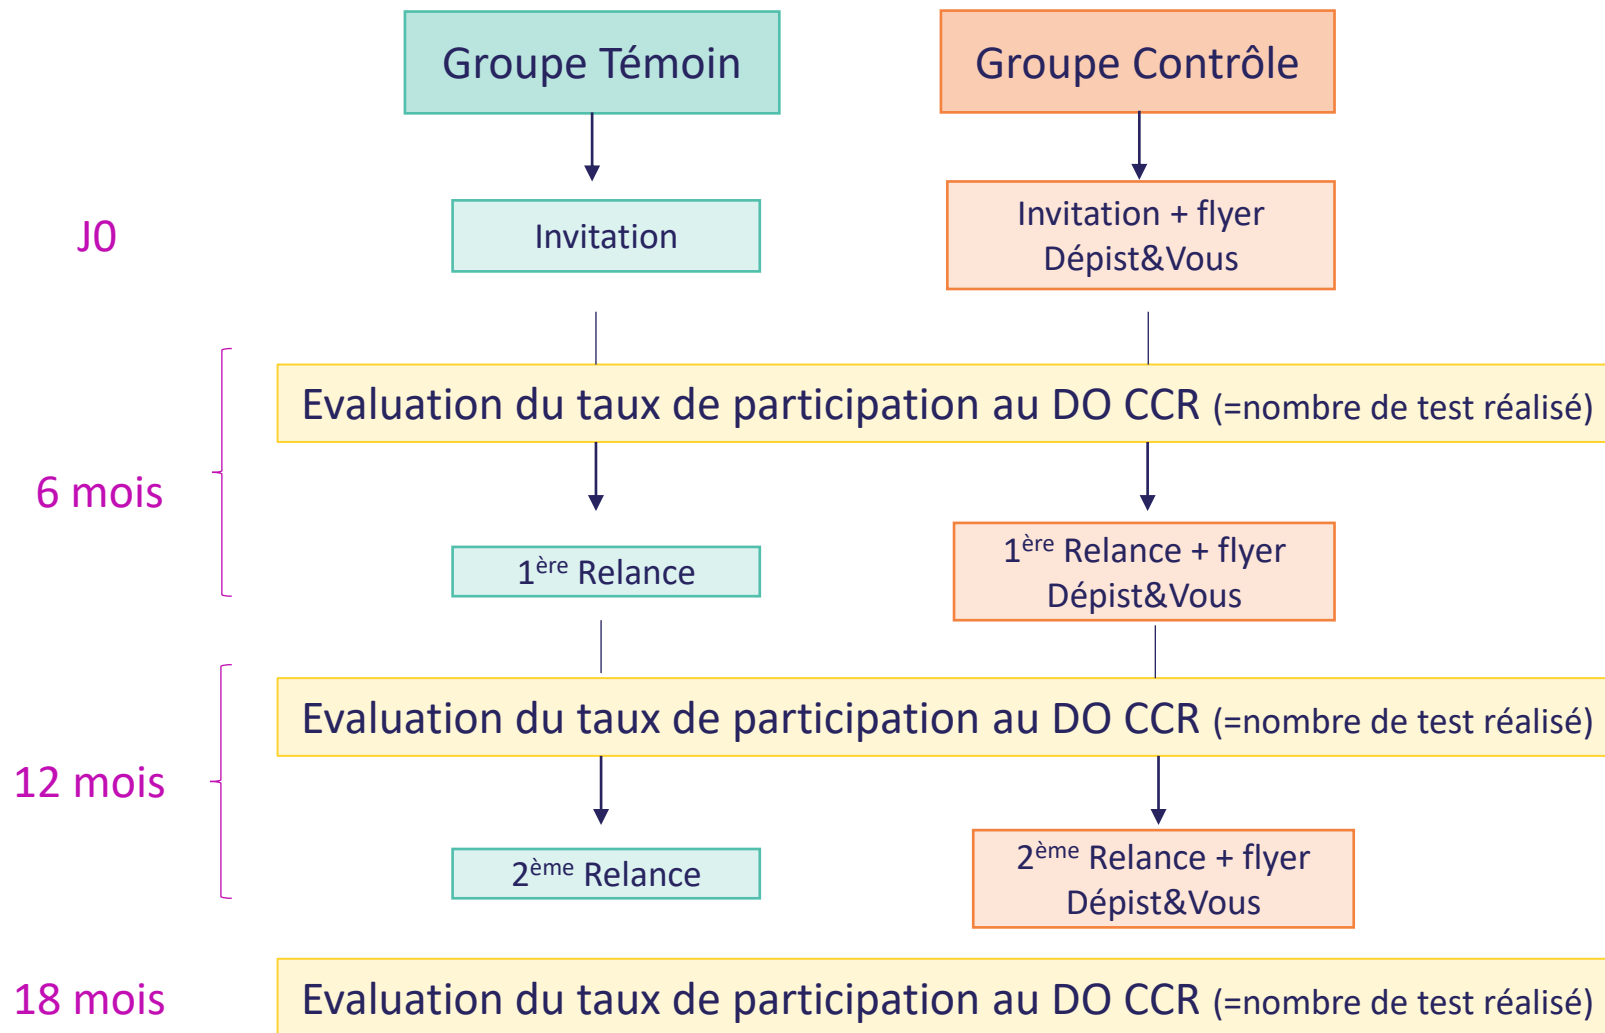 Groupe Témoin
Groupe Contrôle
J0
Invitation
Invitation + flyer
Dépist&Vous
Evaluation du taux de participation au DO CCR (=nombre de test réalisé)
6 mois
1ère Relance
1ère Relance + flyer
Dépist&Vous
Evaluation du taux de participation au DO CCR (=nombre de test réalisé)
12 mois
2ème Relance
2ème Relance + flyer
Dépist&Vous
18 mois
Evaluation du taux de participation au DO CCR (=nombre de test réalisé)